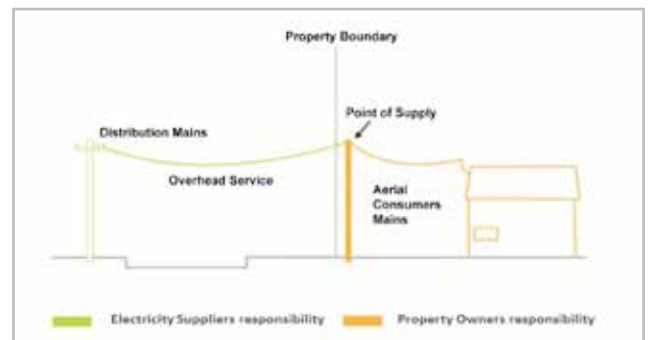 Property Boundary
Point of Supply
Distribution Mains
Overhead Service
Aerial
Consumers
Mains
Electricity Suppliers responsibility
Property Owners responsibility